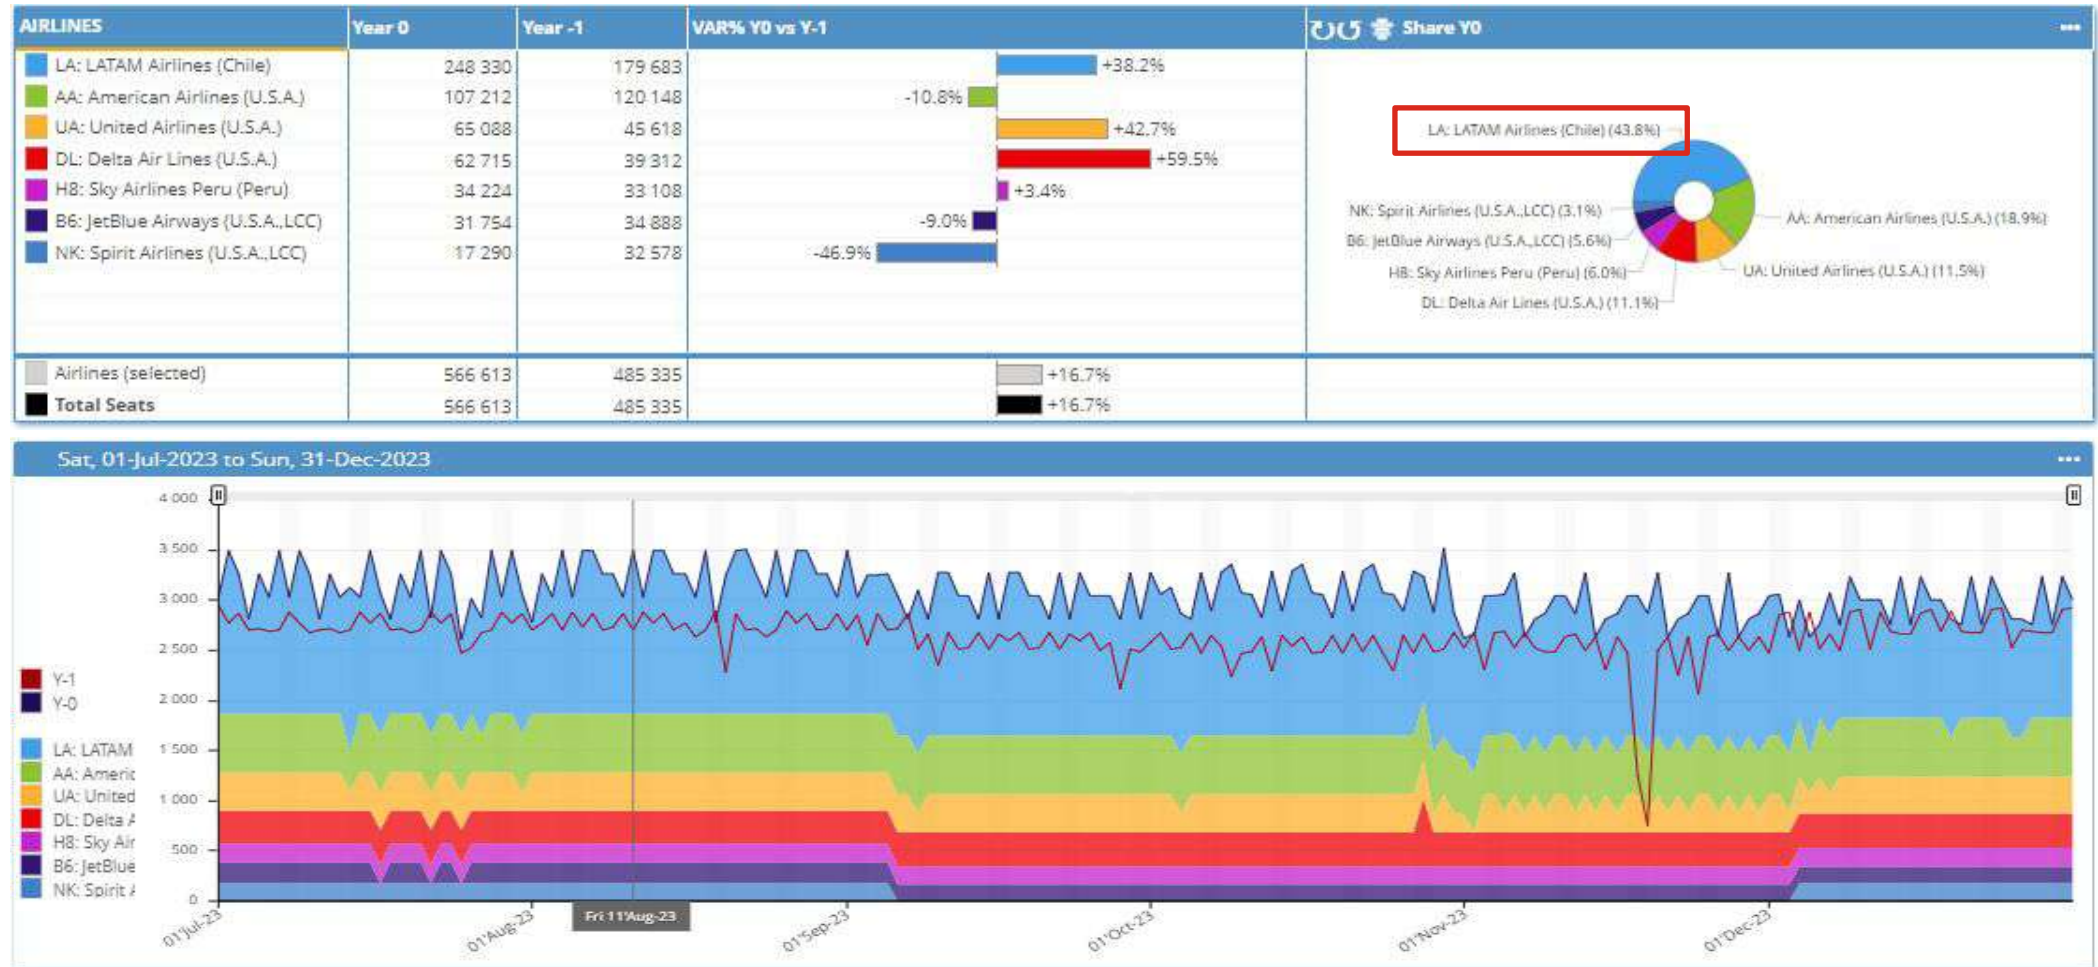 AIRLINES Year 0 Year -1 VAR% Y0 vs Y-1 Share Y0
LA: LATAM Airlines (Chile) 248 330 179 683 +38.2%
AA: American Airlines (U.S.A.) 107 212 120 148 -10.8%
UA: United Airlines (U.S.A.) 65 088 45 618 +42.7%
DL: Delta Air Lines (U.S.A.) 62 715 39 312 +59.5%
H8: Sky Airlines Peru (Peru) 34 224 33 108 +3.4%
B6: JetBlue Airways (U.S.A.,LCC) 31 754 34 888 -9.0%
NK: Spirit Airlines (U.S.A.,LCC) 17 290 32 578 -46.9%
LA: LATAM Airlines (Chile) (43.8%)
NK: Spirit Airlines (U.S.A.,LCC) (3.1%)
AA: American Airlines (U.S.A.) (18.9%)
B6: JetBlue Airways (U.S.A.,LCC) (5.6%)
H8: Sky Airlines Peru (Peru) (6.0%)
UA: United Airlines (U.S.A.) (11.5%)
DL: Delta Air Lines (U.S.A.) (11.1%)
Airlines (selected) 566 613 485 335 +16.7%
Total Seats 566 613 485 335 +16.7%
Sat, 01-Jul-2023 to Sun, 31-Dec-2023
4 000
3 500
3 000
2 500
2 000
1 500
1 000
500
0
Y-1
Y-0
LA: LATAM
AA: Americ
UA: United
DL: Delta A
H8: Sky Air
B6: JetBlue
NK: Spirit A
01'Jul-23
01'Aug-23
Fri 11'Aug-23
01'Sep-23
01'Oct-23
01'Nov-23
01'Dec-23